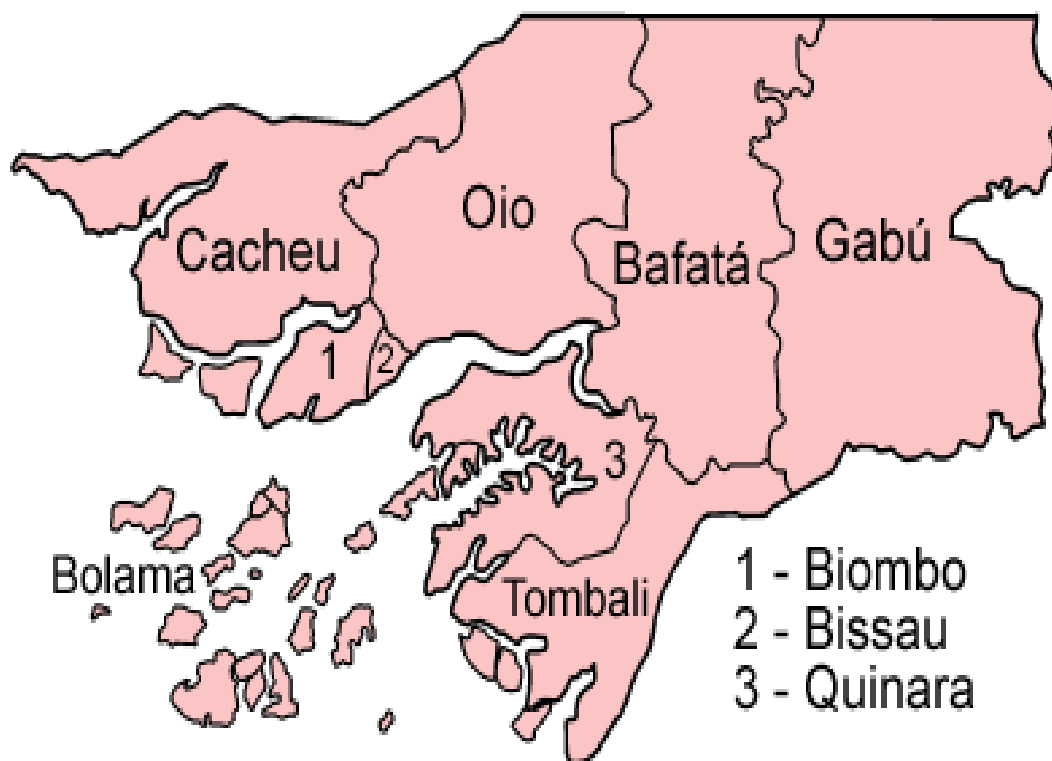 Oio
Cacheu
Bafatá
Gabú
1
2
3
Bolama
Tombali
1 - Biombo
2 - Bissau
3 - Quinara